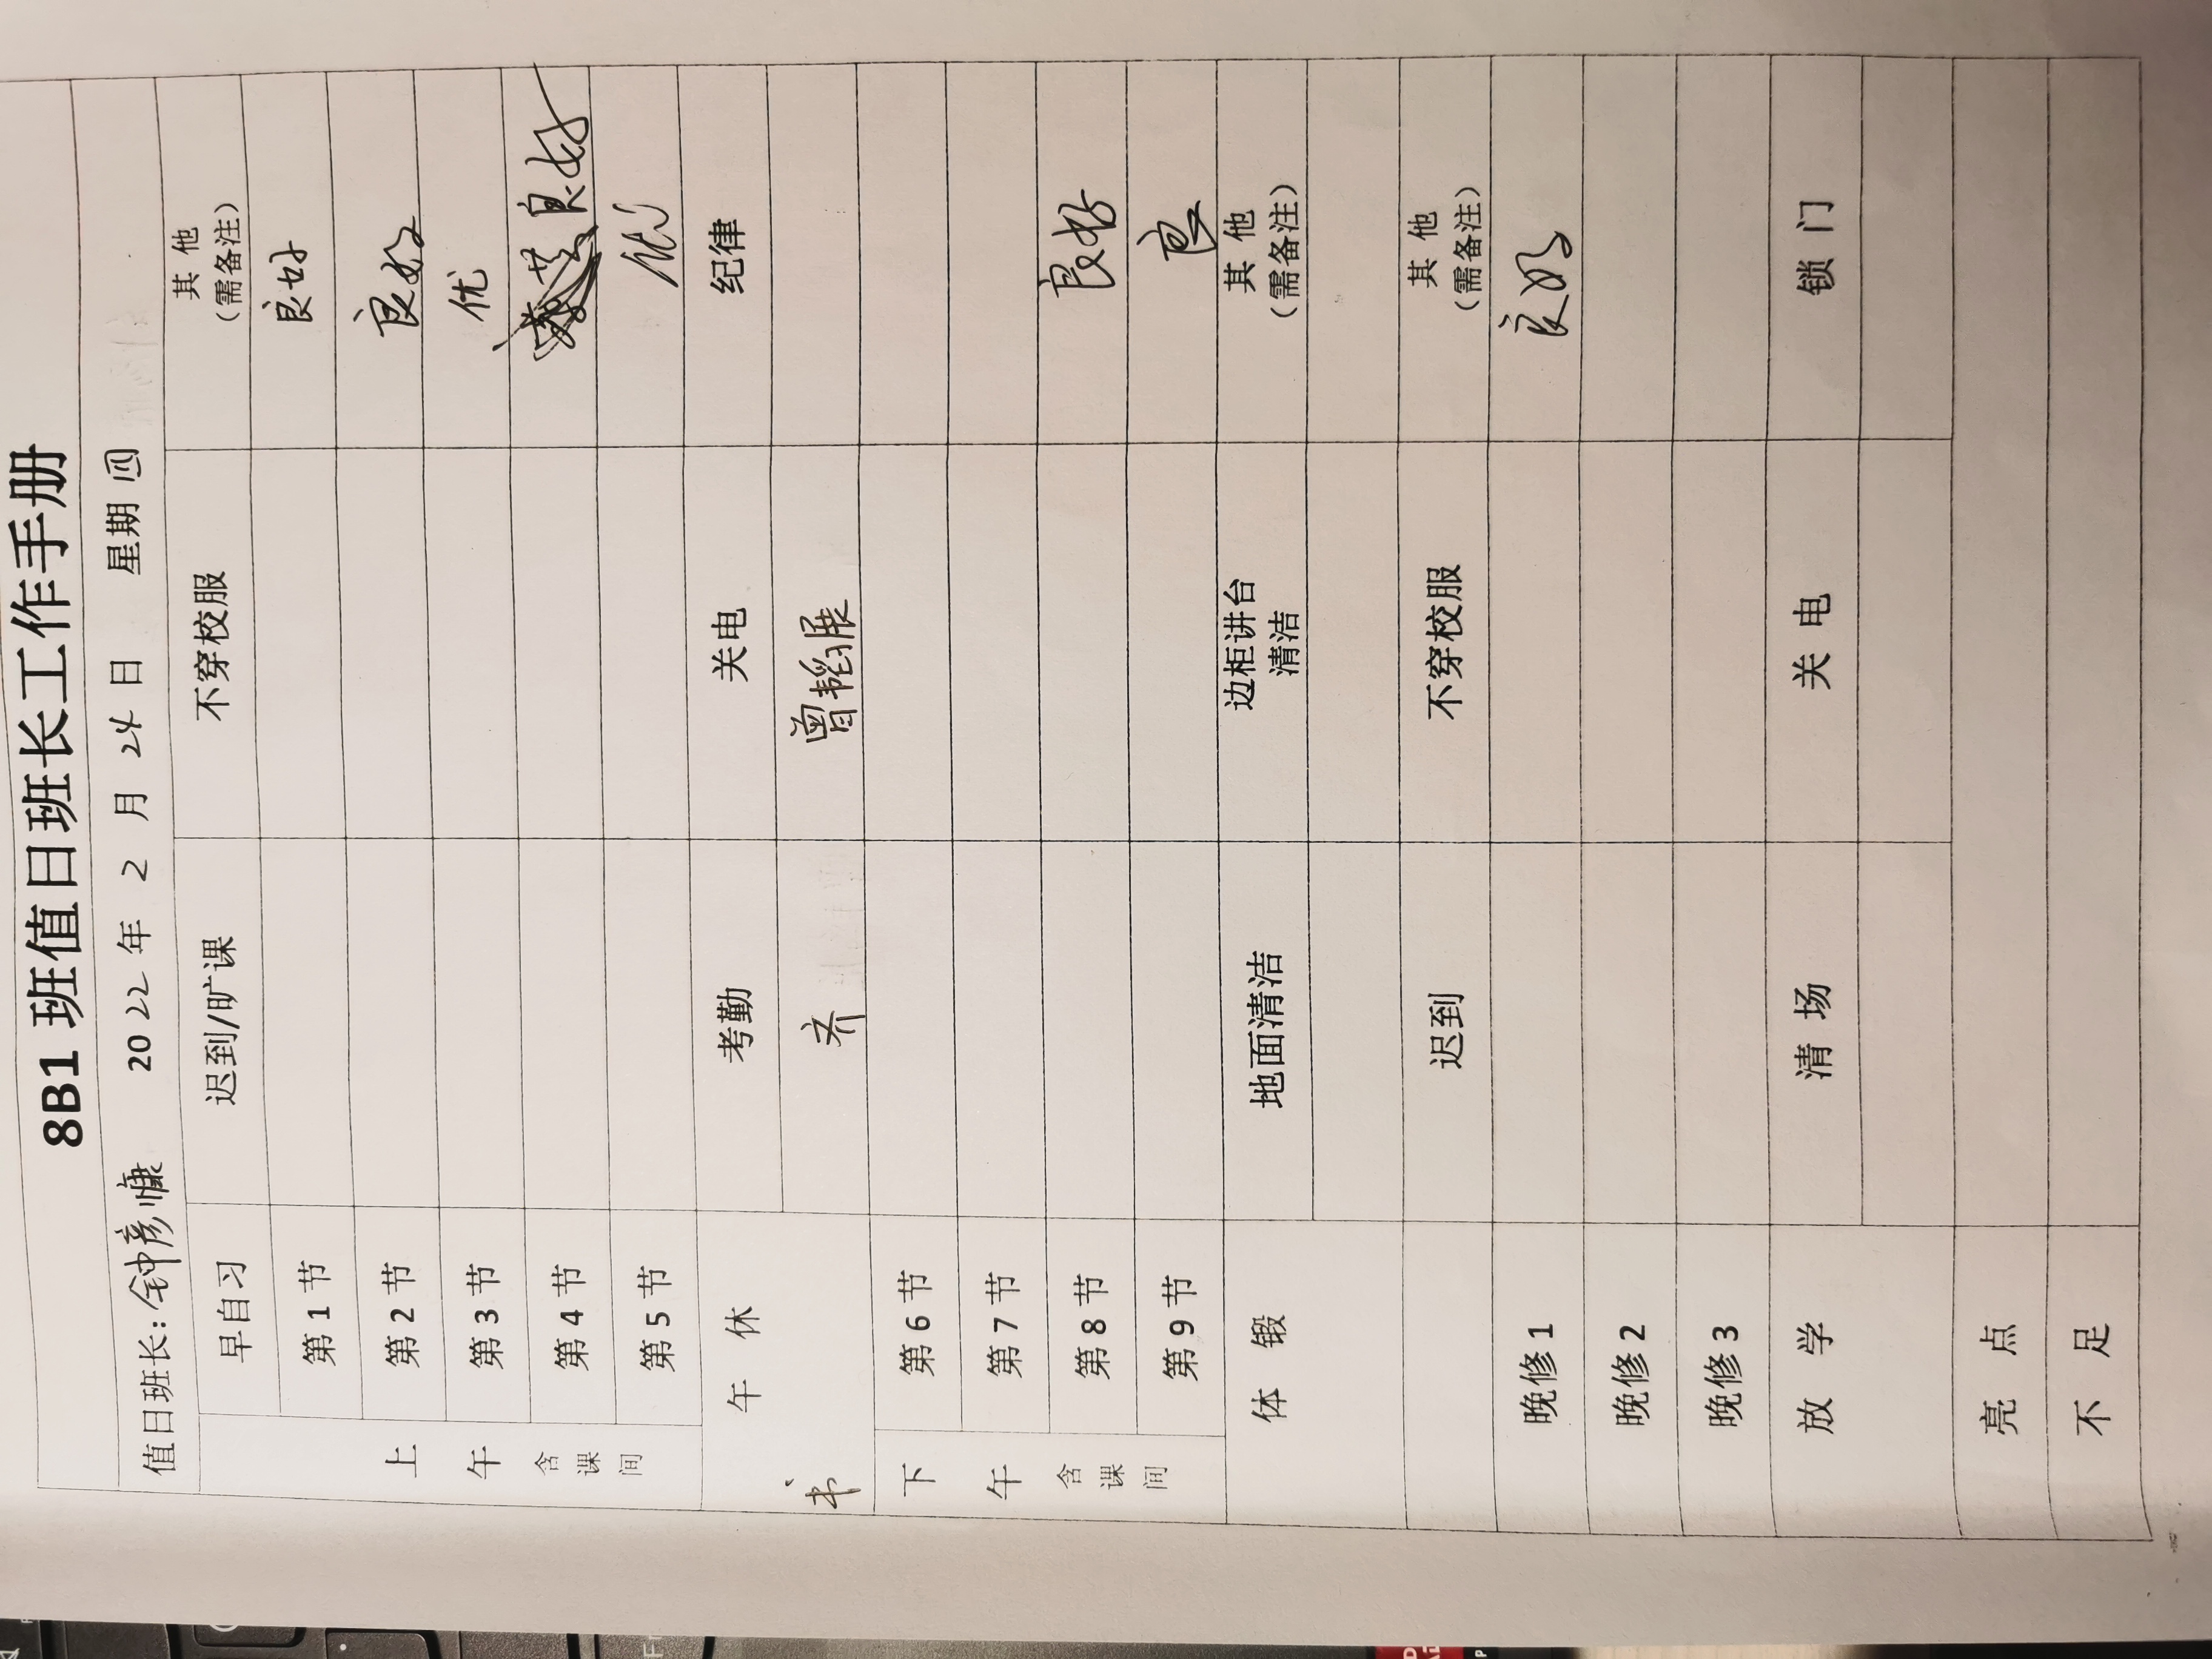 8B1 班值日班长工作手册
值日班长: 钟彦慷 2022 年 2 月 24 日 星期 四
早自习 迟到/旷课 不穿校服 其 他 (需备注)
上午 含课间
第 1 节 良好
第 2 节 良好
第 3 节 优
第 4 节 良好
第 5 节 优
午 休 考勤 关电 纪律
书 齐 曾韬展
下午 含课间
第 6 节
第 7 节
第 8 节 良好
第 9 节 良
体 锻 地面清洁 边柜讲台清洁 其 他 (需备注)
迟到 不穿校服 其 他 (需备注)
晚修 1 良好
晚修 2
晚修 3
放 学 清 场 关 电 锁 门
亮 点
不 足